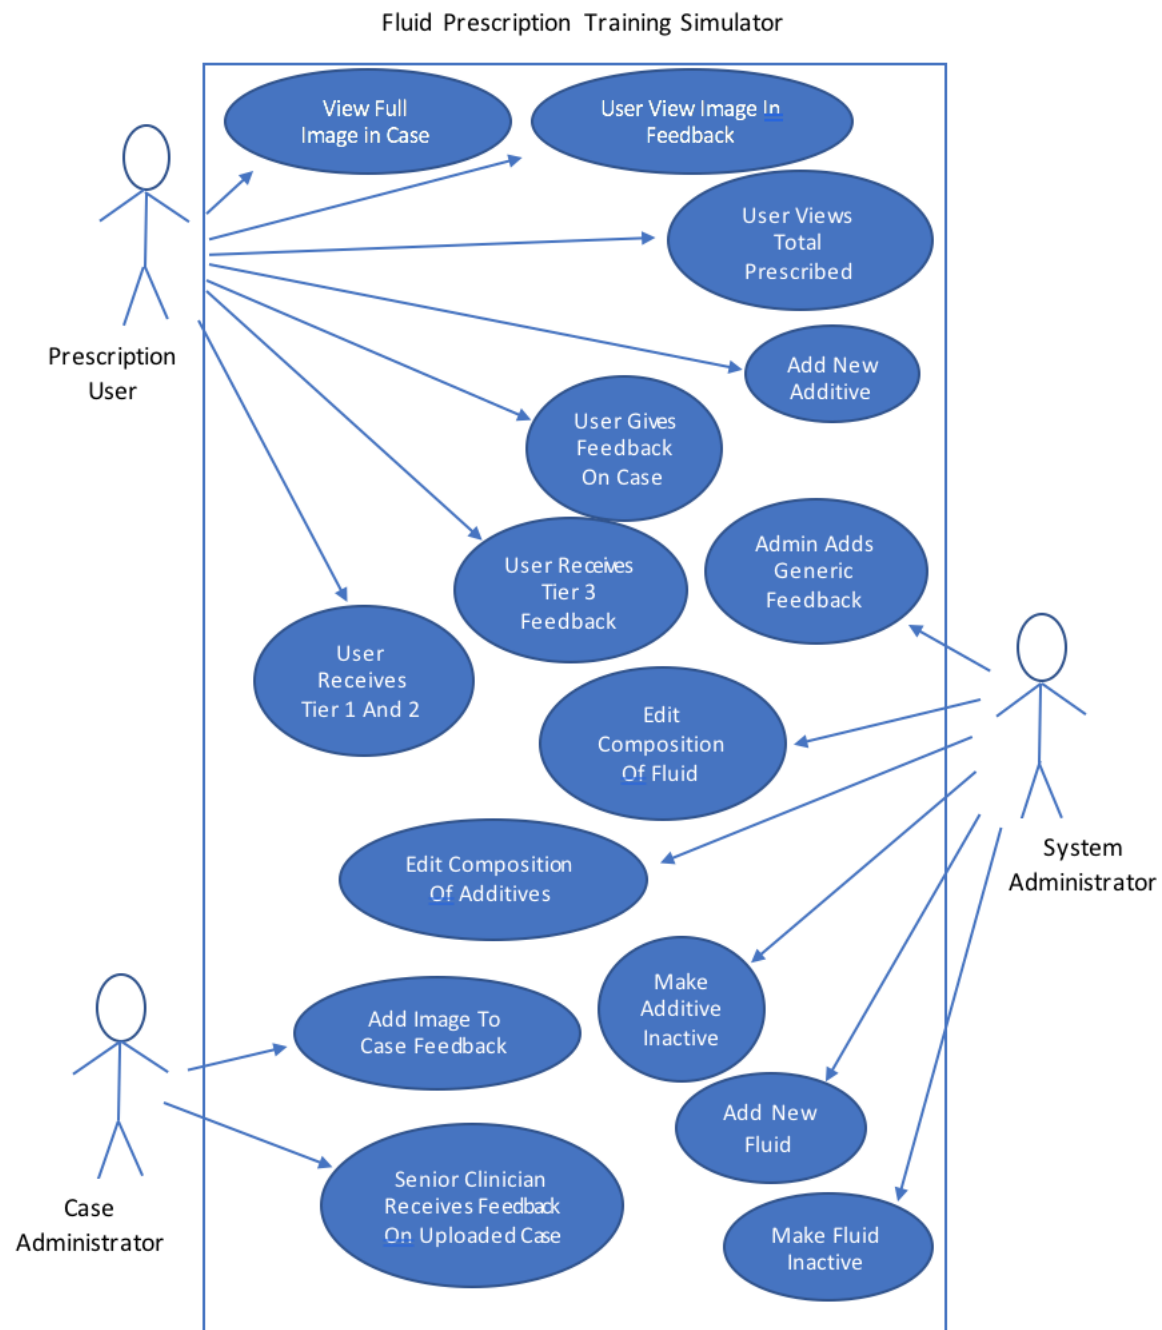 Fluid Prescription Training Simulator
View Full
Image in Case
User View Image In
Feedback
User Views
Total
Prescribed
Prescription
User
Add New
Additive
User Gives
Feedback
On Case
User Receives
Tier 3
Feedback
Admin Adds
Generic
Feedback
User
Receives
Tier 1 And 2
Edit
Composition
Of Fluid
System
Administrator
Edit Composition
Of Additives
Make
Additive
Inactive
Add Image To
Case Feedback
Add New
Fluid
Case
Administrator
Senior Clinician
Receives Feedback
On Uploaded Case
Make Fluid
Inactive